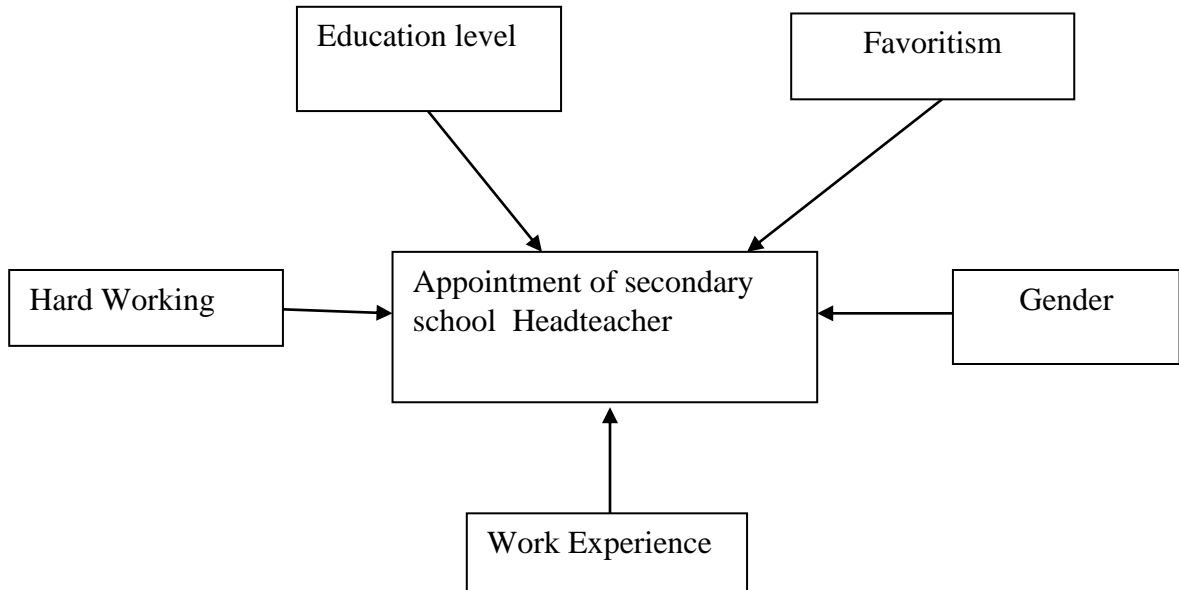 Education level
Favoritism
Hard Working
Appointment of secondary
school Headteacher
Gender
Work Experience